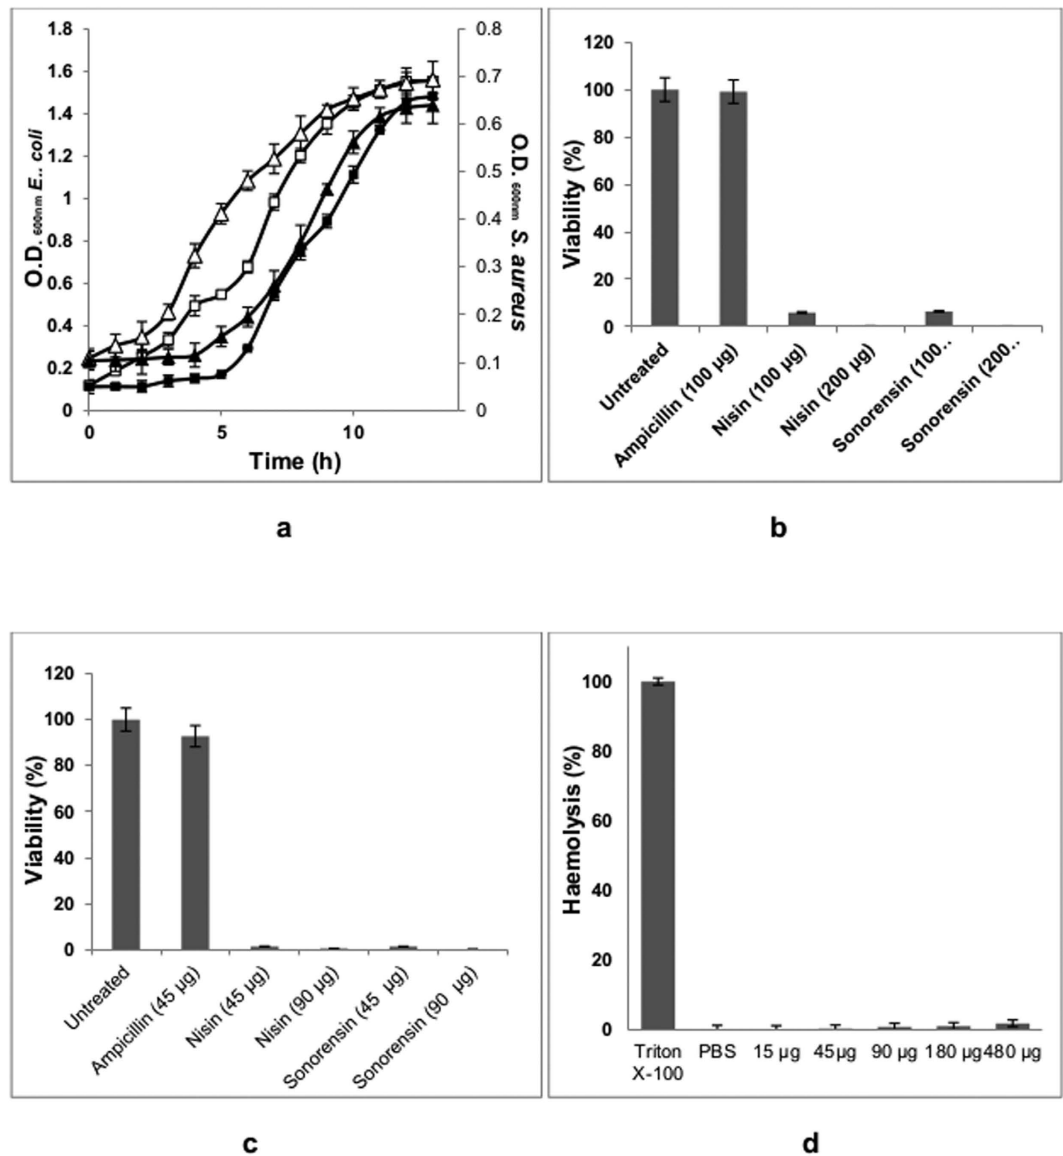 1.8
1.6
1.4
1.2
1
0.8
0.6
0.4
0.2
0
0.8
0.7
0.6
0.5
0.4
0.3
0.2
0.1
0
0
5
10
O.D. 600nm E.. coli
O.D. 600nm S. aureus
Time (h)
a
120
100
80
60
40
20
0
Viability (%)
Untreated
Ampicillin (100 µg)
Nisin (100 µg)
Nisin (200 µg)
Sonorensin (100..
Sonorensin (200..
b
120
100
80
60
40
20
0
Viability (%)
Untreated
Ampicillin (45 µg)
Nisin (45 µg)
Nisin (90 µg)
Sonorensin (45 µg)
Sonorensin (90 µg)
c
100
80
60
40
20
0
Haemolysis (%)
Triton
X-100
PBS
15 µg
45µg
90 µg
180 µg
480 µg
d